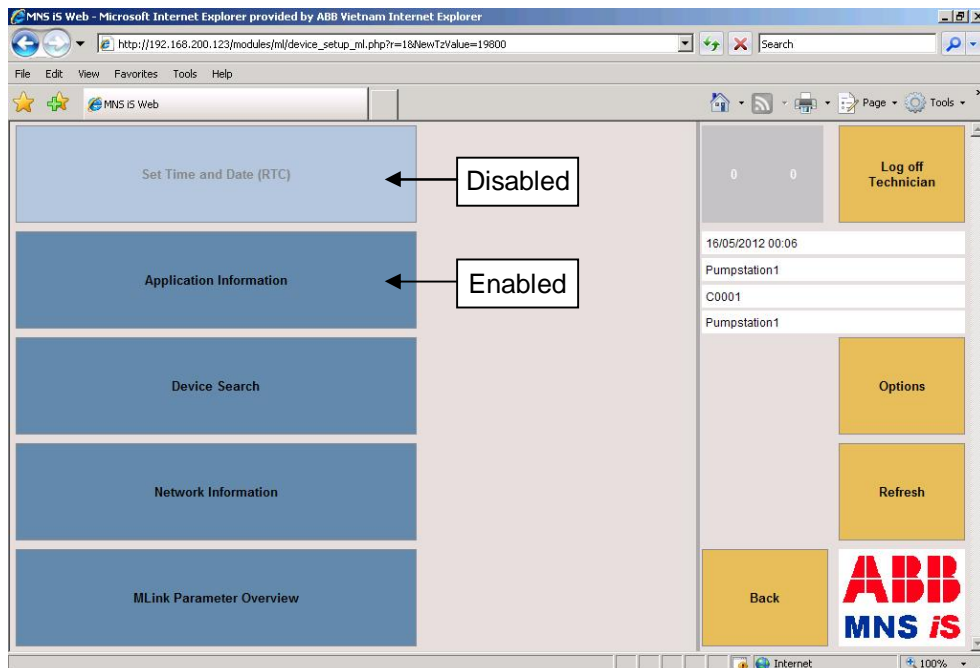 MNS iS Web - Microsoft Internet Explorer provided by ABB Vietnam Internet Explorer
http://192.168.200.123/modules/ml/device_setup_ml.php?r=1&NewTzValue=19800
Search
File Edit View Favorites Tools Help
MNS iS Web
Page Tools
Set Time and Date (RTC)
Disabled
0 0
Log off
Technician
16/05/2012 00:06
Application Information
Enabled
Pumpstation1
C0001
Pumpstation1
Device Search
Options
Network Information
Refresh
MLink Parameter Overview
Back
ABB
MNS iS
Internet
100%